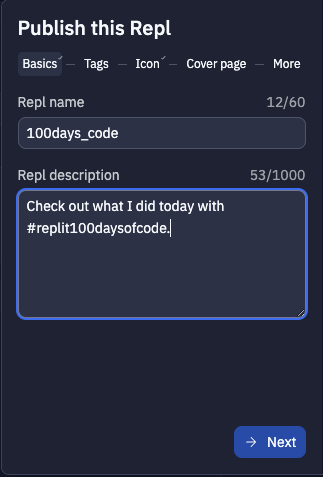 Publish this Repl
Basics — Tags — Icon — Cover page — More
Repl name 12/60
100days_code
Repl description 53/1000
Check out what I did today with
#replit100daysofcode.
→ Next